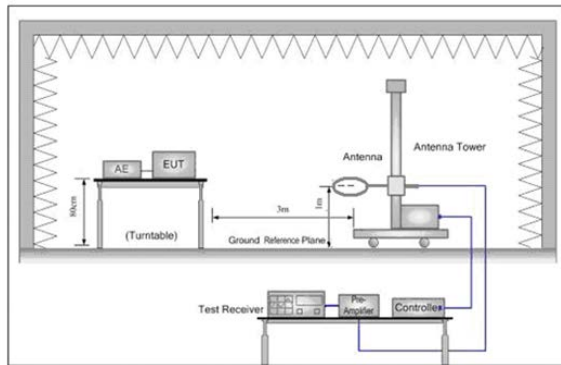 Antenna Tower
Antenna
AE
EUT
80cm
(Turntable)
3m
1m
Ground Reference Plane
Test Receiver
Pre-
Amplifier
Controller